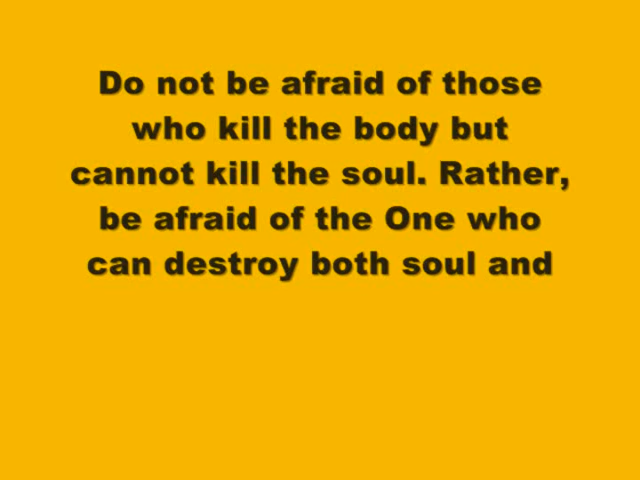 Do not be afraid of those
who kill the body but
cannot kill the soul. Rather,
be afraid of the One who
can destroy both soul and